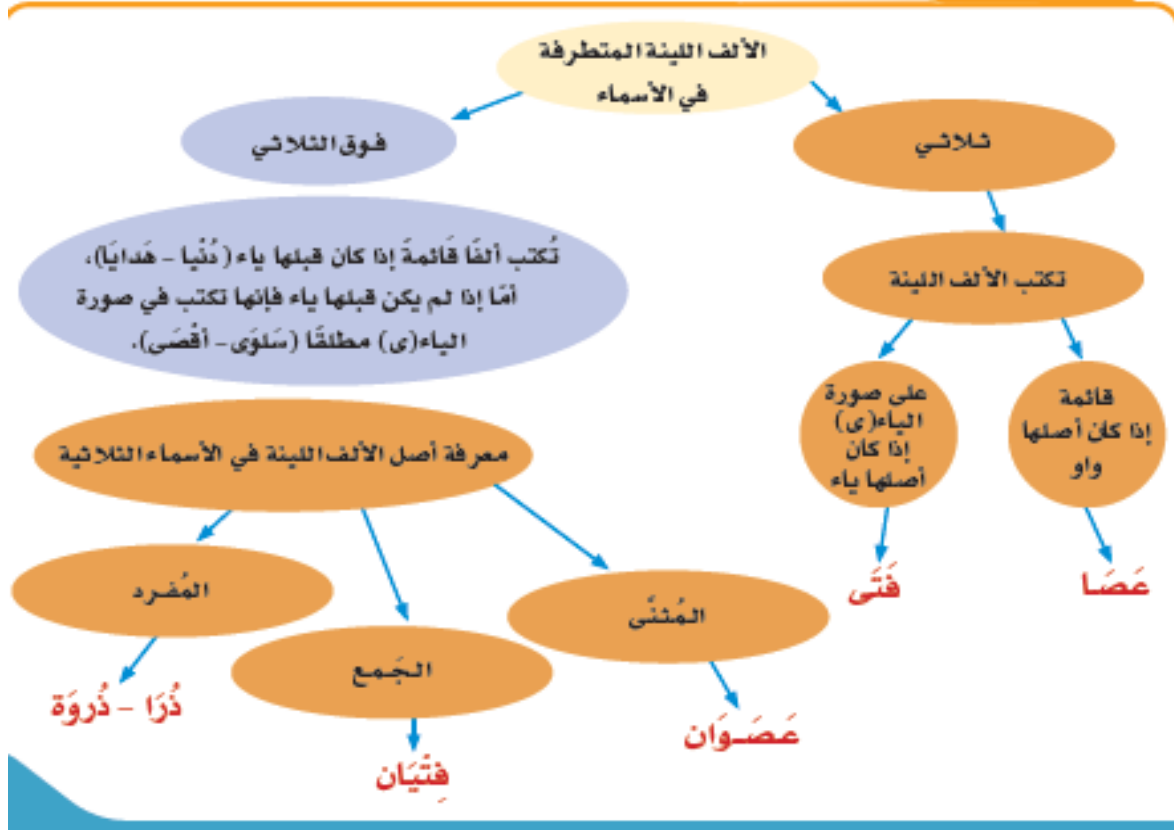 الألف اللينة المتطرفة
في الأسماء
ثلاثي
فوق الثلاثي
تُكتب ألفًا قَائمةً إذا كان قبلها ياء (دُنْيا - هَدايَا)،
أمّا إذا لم يكن قبلها ياء فإنها تكتب في صورة
الياء(ى) مطلقًا (سَلوَى- أقْصَى).
تكتب الألف اللينة
قائمة
إذا كان أصلها
واو
على صورة
الياء(ى)
إذا كان
أصلها ياء
عَصَا
فَتَى
معرفة أصل الألف اللينة في الأسماء الثلاثية
المُثنَّى
الجَمع
المُفرد
عَصَـوَان
فِتْيَان
ذُرَا - ذُروَة